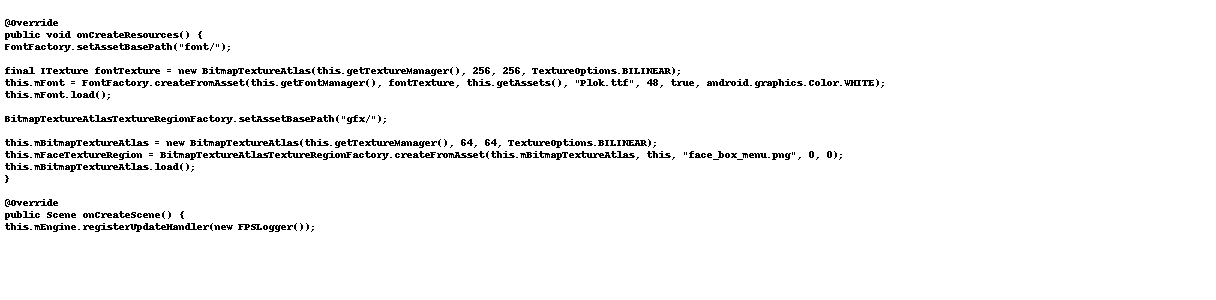 @Override
public void onCreateResources() {
FontFactory.setAssetBasePath("font/");

final ITexture fontTexture = new BitmapTextureAtlas(this.getTextureManager(), 256, 256, TextureOptions.BILINEAR);
this.mFont = FontFactory.createFromAsset(this.getFontManager(), fontTexture, this.getAssets(), "Plok.ttf", 48, true, android.graphics.Color.WHITE);
this.mFont.load();

BitmapTextureAtlasTextureRegionFactory.setAssetBasePath("gfx/");

this.mBitmapTextureAtlas = new BitmapTextureAtlas(this.getTextureManager(), 64, 64, TextureOptions.BILINEAR);
this.mFaceTextureRegion = BitmapTextureAtlasTextureRegionFactory.createFromAsset(this.mBitmapTextureAtlas, this, "face_box_menu.png", 0, 0);
this.mBitmapTextureAtlas.load();
}

@Override
public Scene onCreateScene() {
this.mEngine.registerUpdateHandler(new FPSLogger());